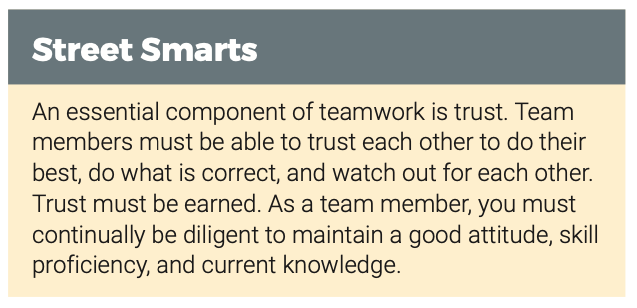 Street Smarts
An essential component of teamwork is trust. Team
members must be able to trust each other to do their
best, do what is correct, and watch out for each other.
Trust must be earned. As a team member, you must
continually be diligent to maintain a good attitude, skill
proficiency, and current knowledge.